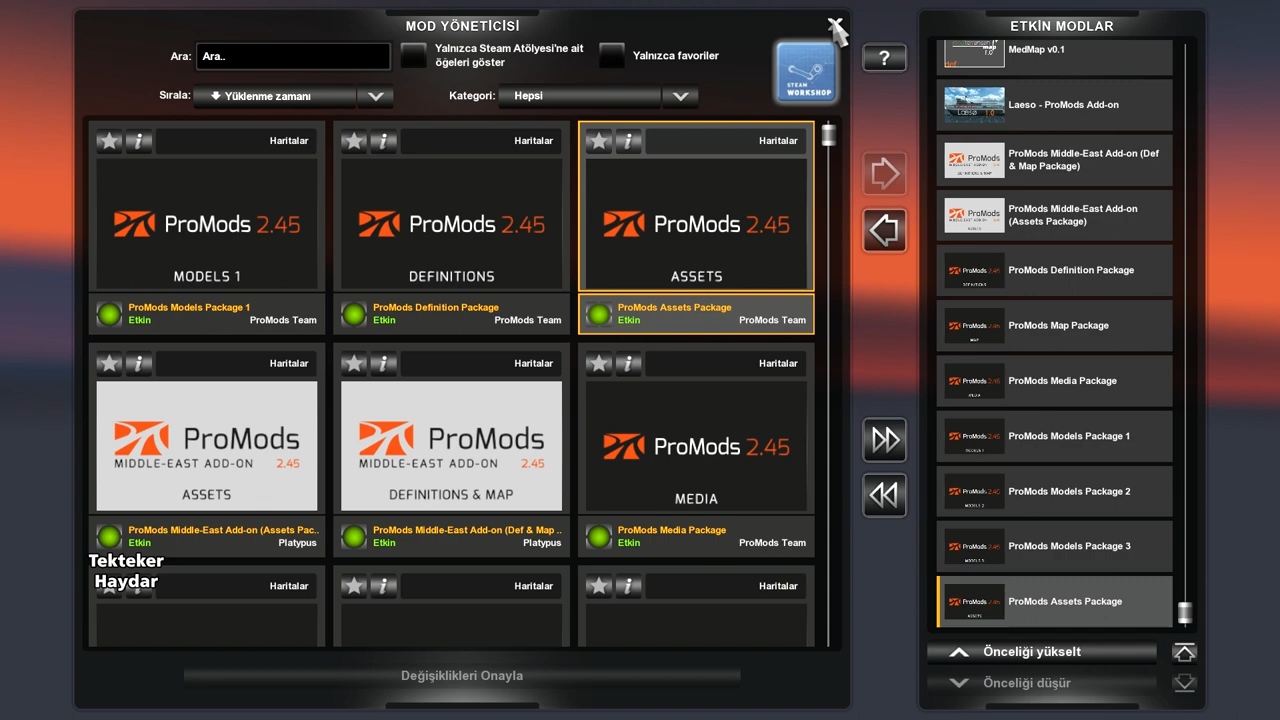 MOD YÖNETİCİSİ
Ara:
Ara..
Yalnızca Steam Atölyesi'ne ait
öğeleri göster
Yalnızca favoriler
STEAM
WORKSHOP
Sırala:
Yüklenme zamanı
Kategori:
Hepsi
Haritalar
ProMods 2.45
MODELS 1
ProMods Models Package 1
Etkin
ProMods Team
Haritalar
ProMods 2.45
DEFINITIONS
ProMods Definition Package
Etkin
ProMods Team
Haritalar
ProMods 2.45
ASSETS
ProMods Assets Package
Etkin
ProMods Team
Haritalar
ProMods
MIDDLE-EAST ADD-ON 2.45
ASSETS
ProMods Middle-East Add-on (Assets Pac..
Etkin
Platypus
Haritalar
ProMods
MIDDLE-EAST ADD-ON 2.45
DEFINITIONS & MAP
ProMods Middle-East Add-on (Def & Map ..
Etkin
Platypus
Haritalar
ProMods 2.45
MEDIA
ProMods Media Package
Etkin
ProMods Team
Tekteker
Haydar
Haritalar
Haritalar
Haritalar
Değişiklikleri Onayla
?
ETKİN MODLAR
MedMap v0.1
Laeso - ProMods Add-on
ProMods Middle-East Add-on (Def
& Map Package)
ProMods Middle-East Add-on
(Assets Package)
ProMods Definition Package
ProMods Map Package
ProMods Media Package
ProMods Models Package 1
ProMods Models Package 2
ProMods Models Package 3
ProMods Assets Package
Önceliği yükselt
Önceliği düşür